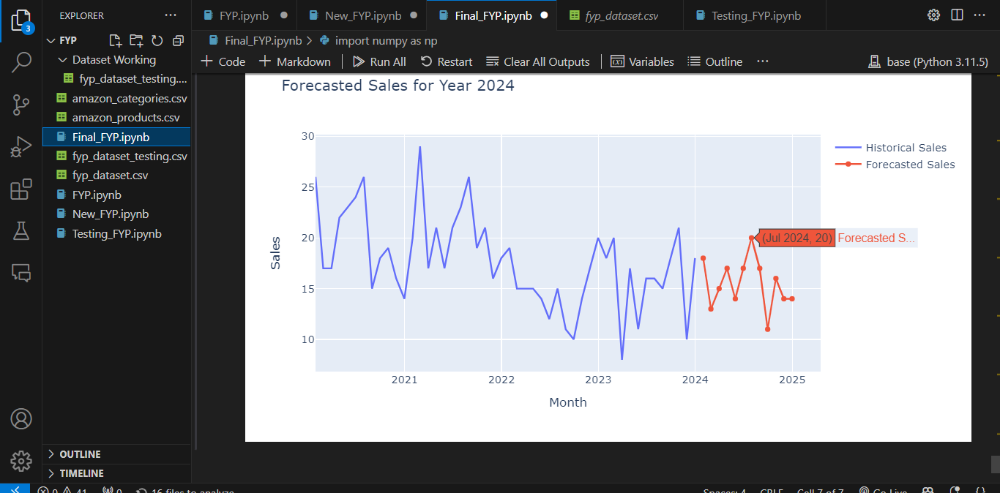 EXPLORER
FYP.ipynb
New_FYP.ipynb
Final_FYP.ipynb
fyp_dataset.csv
Testing_FYP.ipynb
3
FYP
Final_FYP.ipynb
import numpy as np
Code
Markdown
Run All
Restart
Clear All Outputs
Variables
Outline
base (Python 3.11.5)
Dataset Working
fyp_dataset_testing....
amazon_categories.csv
amazon_products.csv
Final_FYP.ipynb
fyp_dataset_testing.csv
fyp_dataset.csv
FYP.ipynb
New_FYP.ipynb
Testing_FYP.ipynb
OUTLINE
TIMELINE
Forecasted Sales for Year 2024
Historical Sales
Forecasted Sales
(Jul 2024, 20) Forecasted S...
30
25
20
15
10
Sales
2021 2022 2023 2024 2025
Month
0 41 0 16 files to analyze
Spaces: 4 CRLF Cell 7 of 7 Go Live